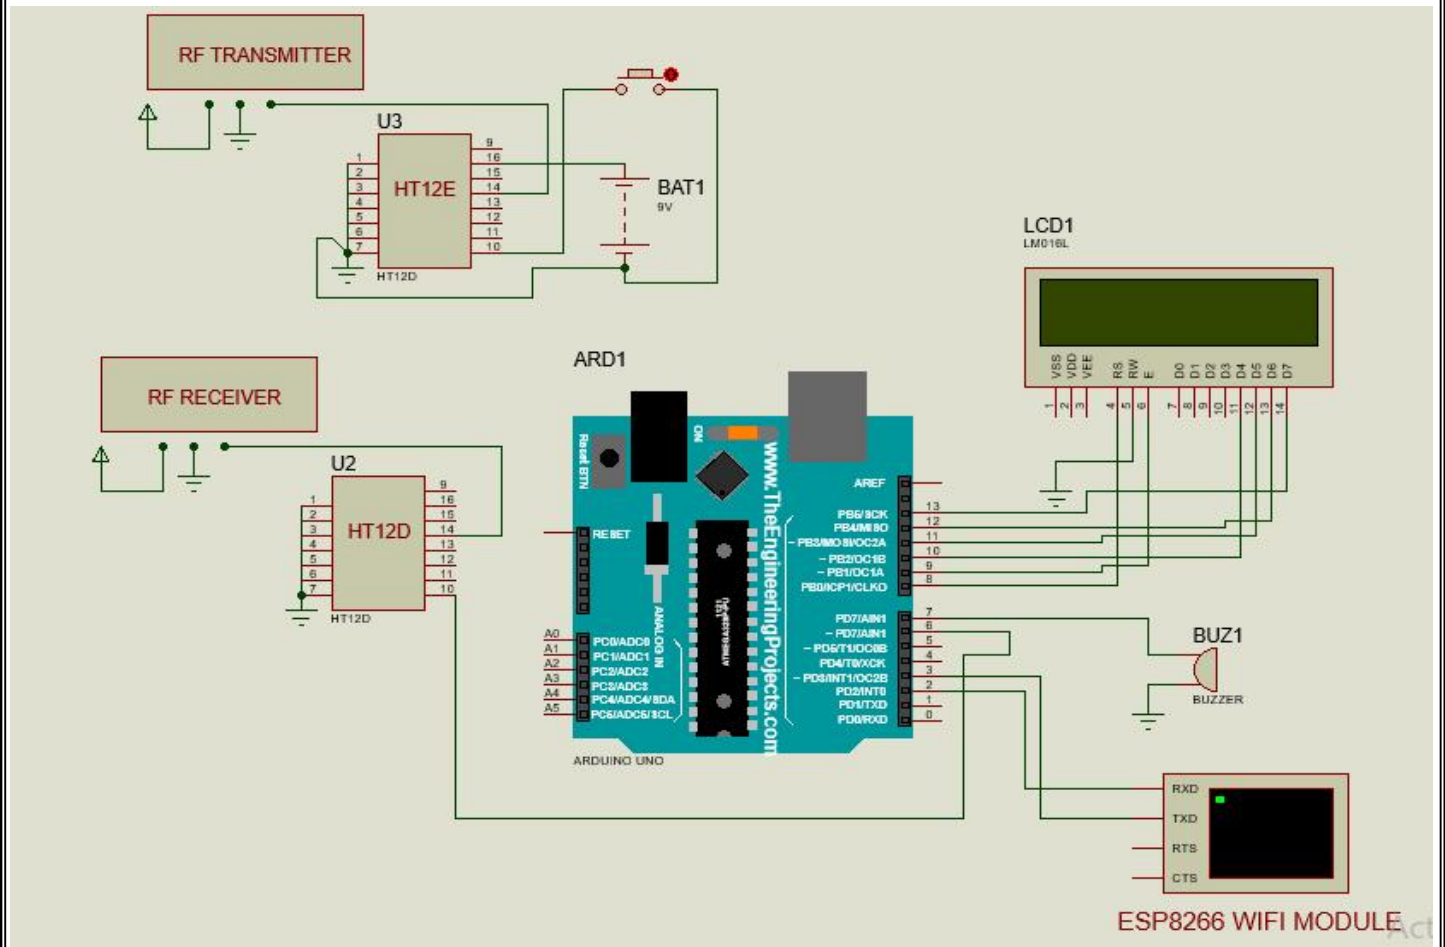 RF TRANSMITTER
U3
HT12E
1
2
3
4
5
6
7
9
16
15
14
13
12
11
10
HT12D
BAT1
9V
LCD1
LM016L
VSS
VDD
VEE
RS
RW
E
D0
D1
D2
D3
D4
D5
D6
D7
1
2
3
4
5
6
7
8
9
10
11
12
13
14
RF RECEIVER
U2
HT12D
1
2
3
4
5
6
7
9
16
15
14
13
12
11
10
HT12D
ARD1
Reset BTN
ON
www.TheEngineeringProjects.com
RESET
ANALOG IN
A0 PC0/ADC0
A1 PC1/ADC1
A2 PC2/ADC2
A3 PC3/ADC3
A4 PC4/ADC4/SDA
A5 PC5/ADC5/SCL
AREF
PB5/SCK 13
PB4/MISO 12
~ PB3/MOSI/OC2A 11
~ PB2/OC1B 10
~ PB1/OC1A 9
PB0/ICP1/CLKO 8
PD7/AIN1 7
~ PD7/AIN1 6
~ PD5/T1/OC0B 5
PD4/T0/XCK 4
~ PD3/INT1/OC2B 3
PD2/INT0 2
PD1/TXD 1
PD0/RXD 0
ARDUINO UNO
BUZ1
BUZZER
RXD
TXD
RTS
CTS
ESP8266 WIFI MODULE
Act